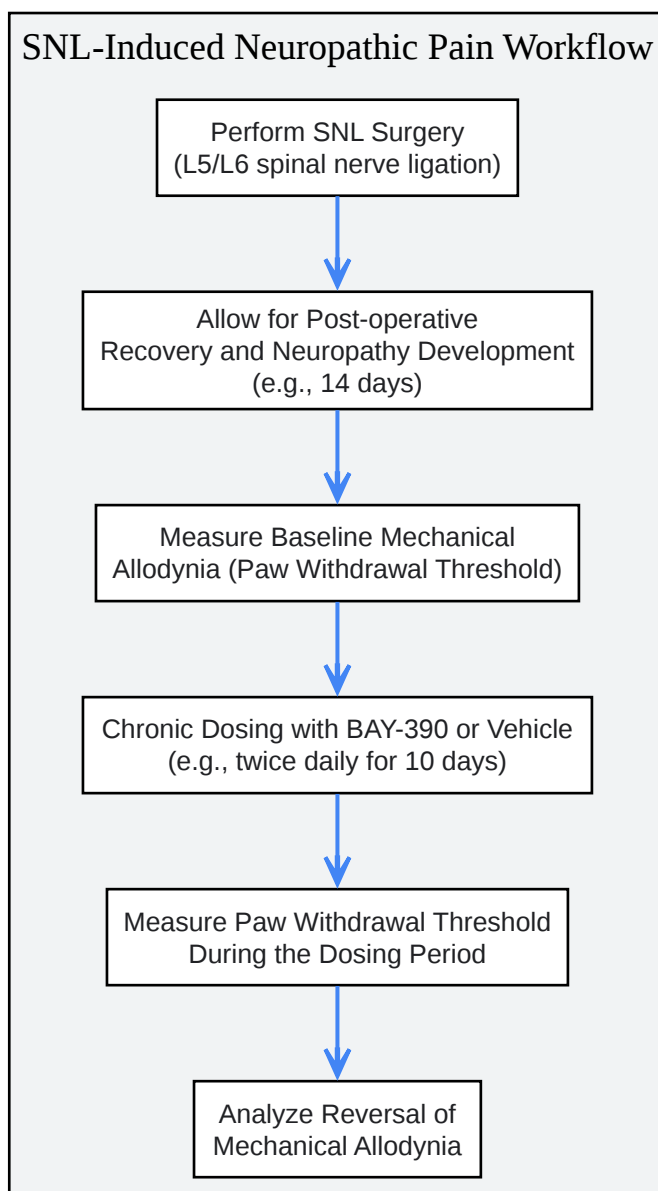 SNL-Induced Neuropathic Pain Workflow
Perform SNL Surgery
(L5/L6 spinal nerve ligation)
Allow for Post-operative
Recovery and Neuropathy Development
(e.g., 14 days)
Measure Baseline Mechanical
Allodynia (Paw Withdrawal Threshold)
Chronic Dosing with BAY-390 or Vehicle
(e.g., twice daily for 10 days)
Measure Paw Withdrawal Threshold
During the Dosing Period
Analyze Reversal of
Mechanical Allodynia